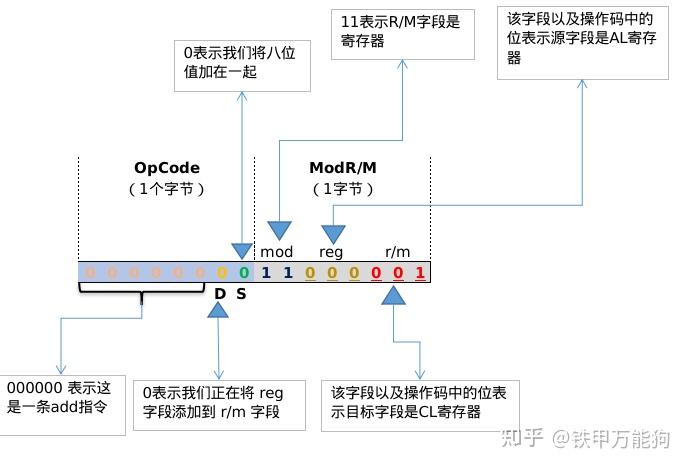 11表示R/M字段是
寄存器
该字段以及操作码中的
位表示源字段是AL寄存
器
0表示我们将八位
值加在一起
OpCode
（1个字节）
ModR/M
（1字节）
mod
reg
r/m
0 0 0 0 0 0 0 0 1 1 0 0 0 0 0 1
D S
000000 表示这
是一条add指令
0表示我们正在将 reg
字段添加到 r/m 字段
该字段以及操作码中的位表
示目标字段是CL寄存器
知乎 @铁甲万能狗